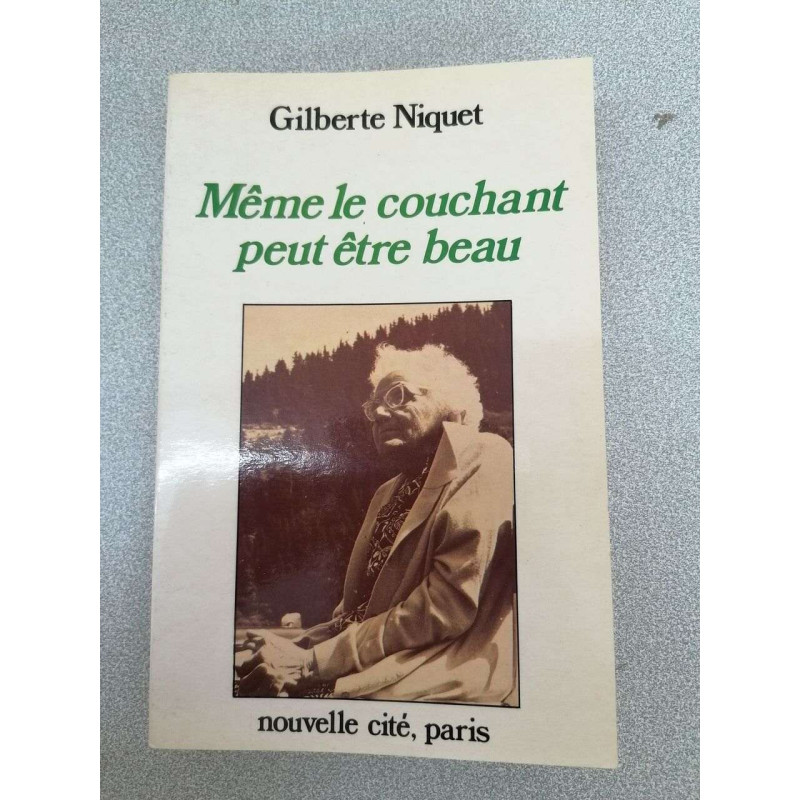 Gilberte Niquet
Même le couchant
peut être beau
nouvelle cité, paris